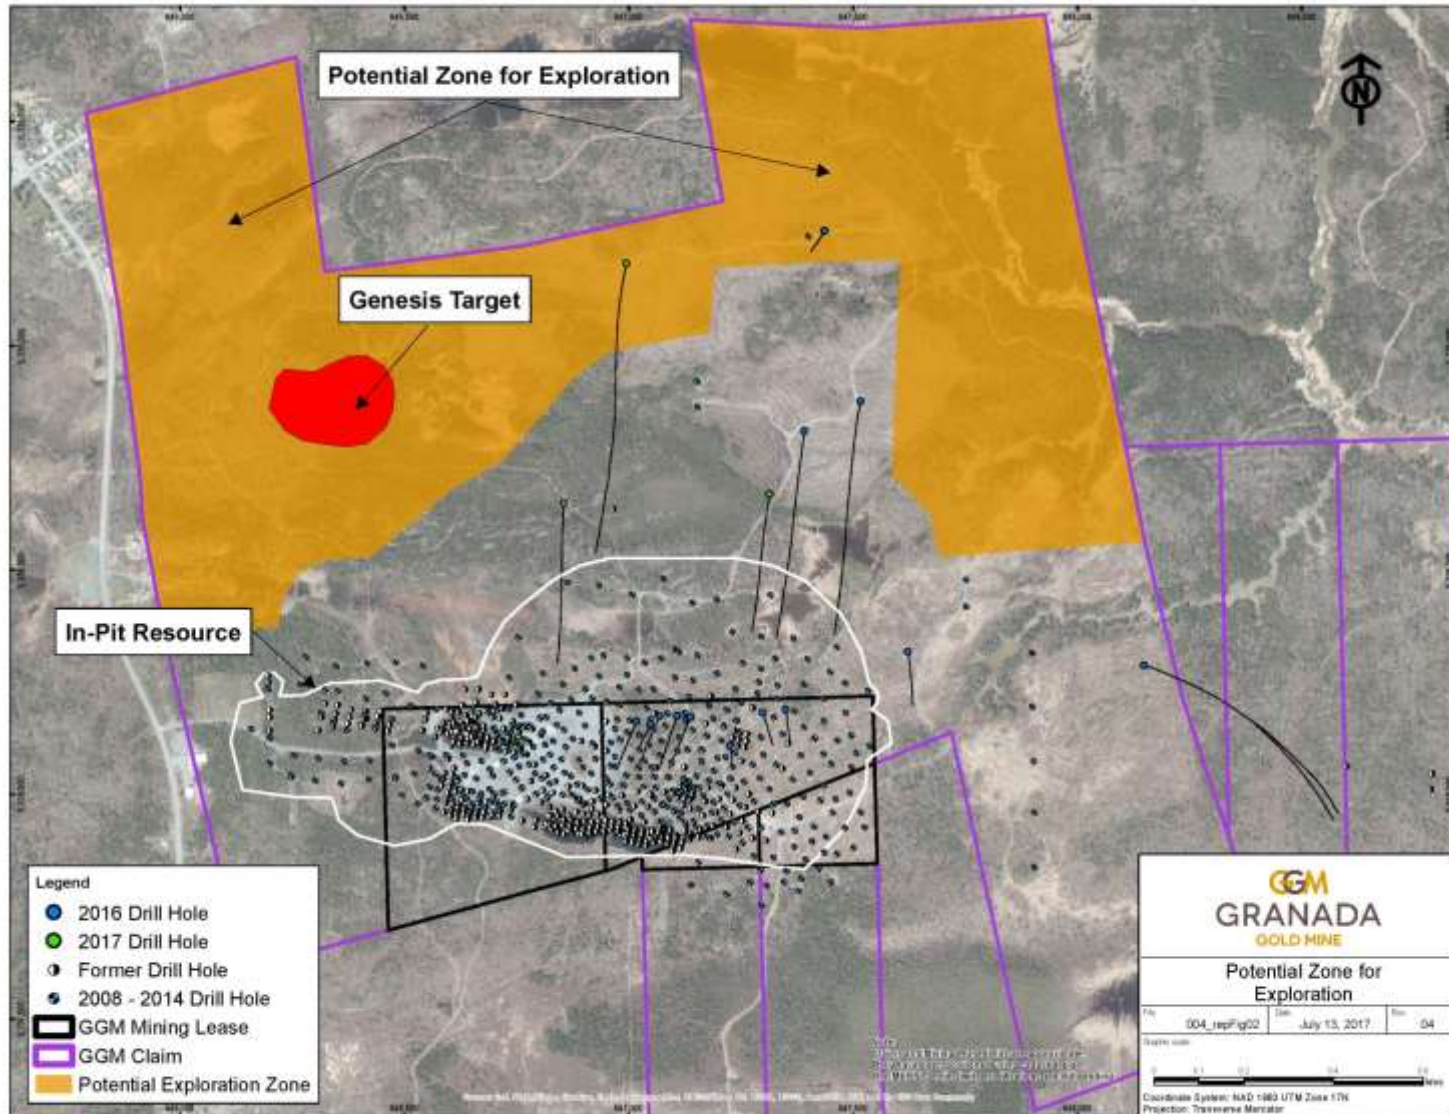 Potential Zone for Exploration
N
Genesis Target
In-Pit Resource
Legend
2016 Drill Hole
2017 Drill Hole
Former Drill Hole
2008 - 2014 Drill Hole
GGM Mining Lease
GGM Claim
Potential Exploration Zone
GGM
GRANADA
GOLD MINE
Potential Zone for
Exploration
004_repFig02
July 13, 2017
04
Coordinate System: NAD 1983 UTM Zone 17N
Projection: Transverse Mercator